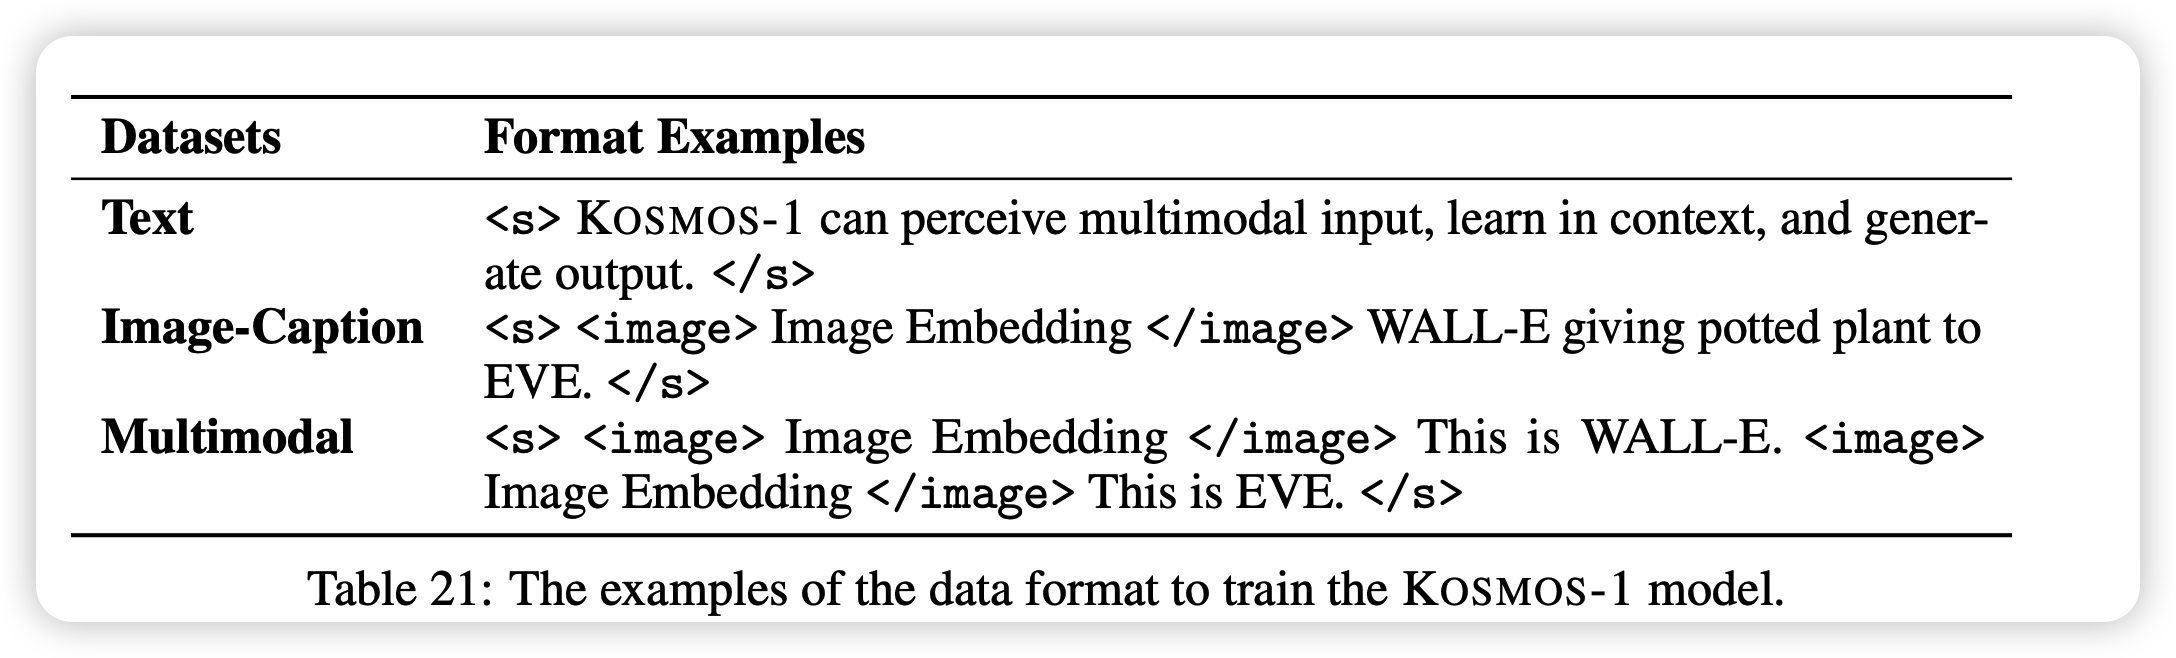 Datasets Format Examples
Text <s> KOSMOS-1 can perceive multimodal input, learn in context, and gener-
ate output. </s>
Image-Caption <s> <image> Image Embedding </image> WALL-E giving potted plant to
EVE. </s>
Multimodal <s> <image> Image Embedding </image> This is WALL-E. <image>
Image Embedding </image> This is EVE. </s>
Table 21: The examples of the data format to train the KOSMOS-1 model.